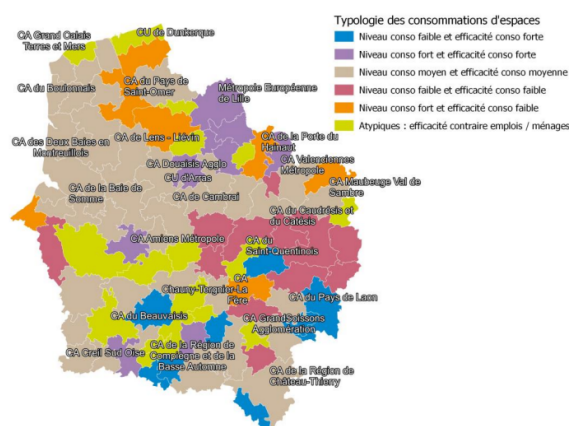 Typologie des consommations d'espaces
Niveau conso faible et efficacité conso forte
Niveau conso fort et efficacité conso forte
Niveau conso moyen et efficacité conso moyenne
Niveau conso faible et efficacité conso faible
Niveau conso fort et efficacité conso faible
Atypiques : efficacité contraire emplois / ménages
CA Grand Calais
Terres et Mers
CU de Dunkerque
CA du Boulonnais
CA du Pays de
Saint-Omer
Métropole Européenne
de Lille
CA des Deux Baies en
Montreuillois
CA de Lens - Liévin
CA de la Porte du
Hainaut
CA Douaisis Agglo
CA Valenciennes
Métropole
CU d'Arras
CA Maubeuge Val de
Sambre
CA de la Baie de
Somme
CA de Cambrai
CA du Caudrésis et
du Catésis
CA Amiens Métropole
CA du
Saint-Quentinois
CA
Chauny-Tergnier-La
Fère
CA du Pays de Laon
CA du Beauvaisis
CA GrandSoissons
Agglomération
CA Creil Sud Oise
CA de la Région de
Compiègne et de la
Basse Automne
CA de la Région de
Château-Thierry